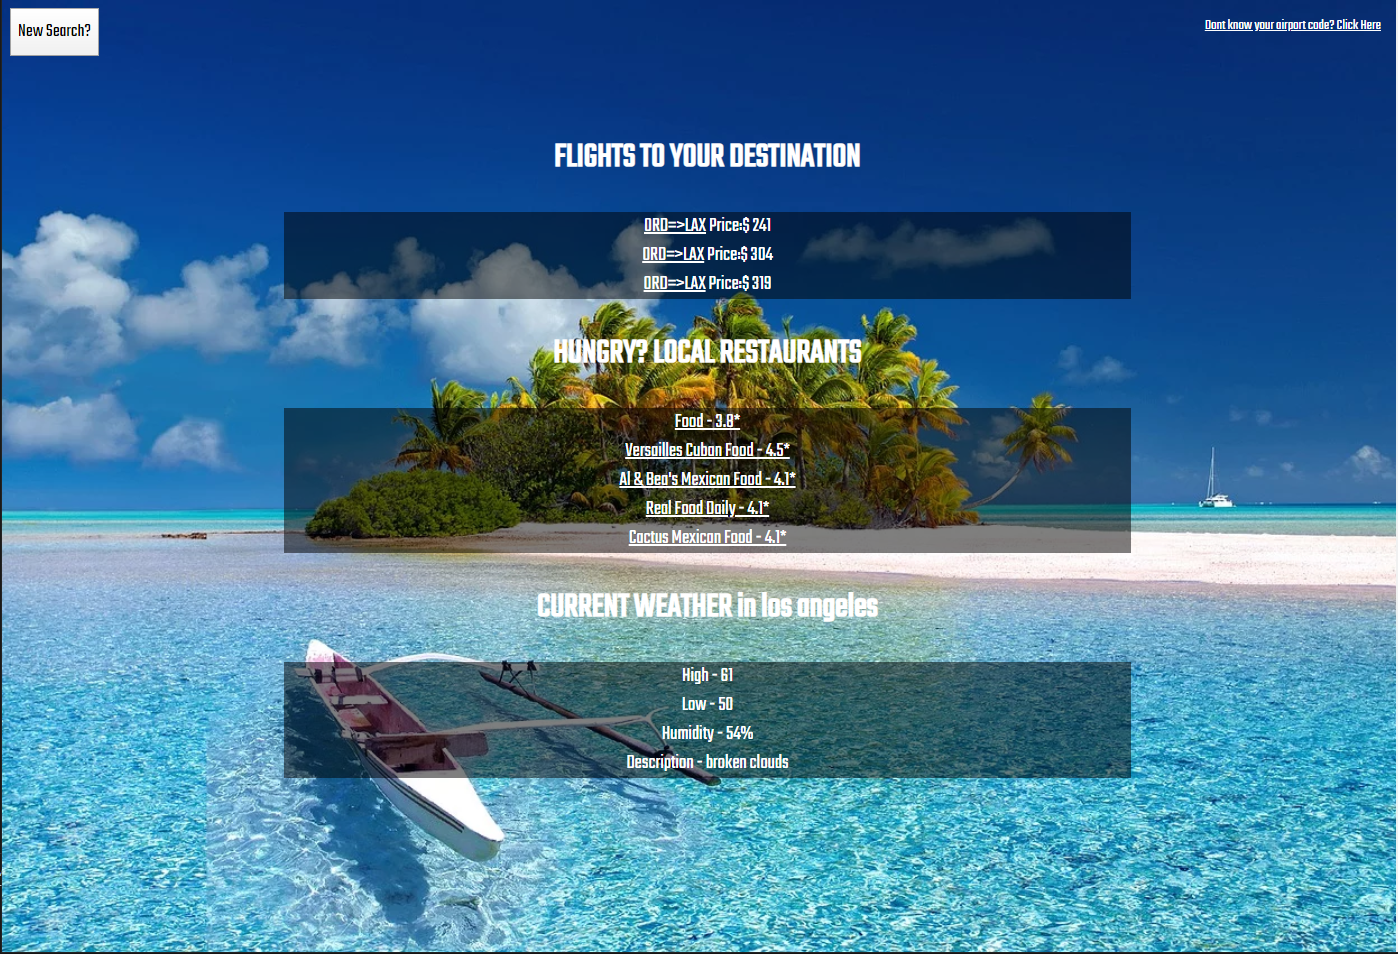 New Search?
Dont know your airport code? Click Here
FLIGHTS TO YOUR DESTINATION
ORD=>LAX Price:$ 241
ORD=>LAX Price:$ 304
ORD=>LAX Price:$ 319
HUNGRY? LOCAL RESTAURANTS
Food - 3.8*
Versailles Cuban Food - 4.5*
Al & Bea's Mexican Food - 4.1*
Real Food Daily - 4.1*
Cactus Mexican Food - 4.1*
CURRENT WEATHER in los angeles
High - 61
Low - 50
Humidity - 54%
Description - broken clouds